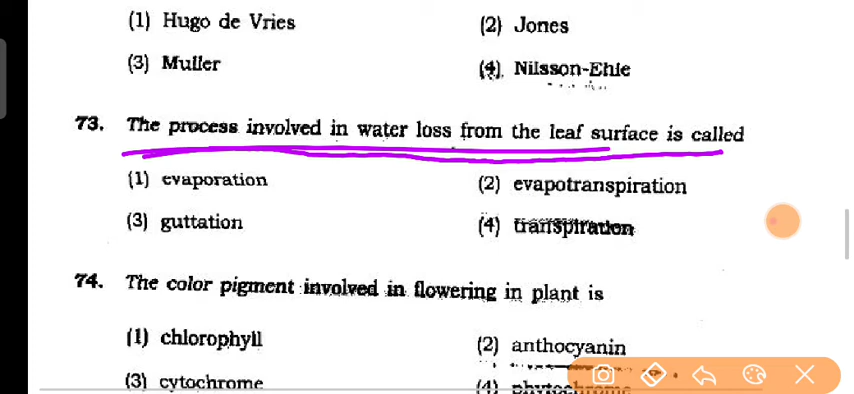 (1) Hugo de Vries
(2) Jones
(3) Muller
(4) Nilsson-Ehle
73. The process involved in water loss from the leaf surface is called
(1) evaporation
(2) evapotranspiration
(3) guttation
(4) transpiration
74. The color pigment involved in flowering in plant is
(1) chlorophyll
(2) anthocyanin
(3) cytochrome
(4) phytochrome